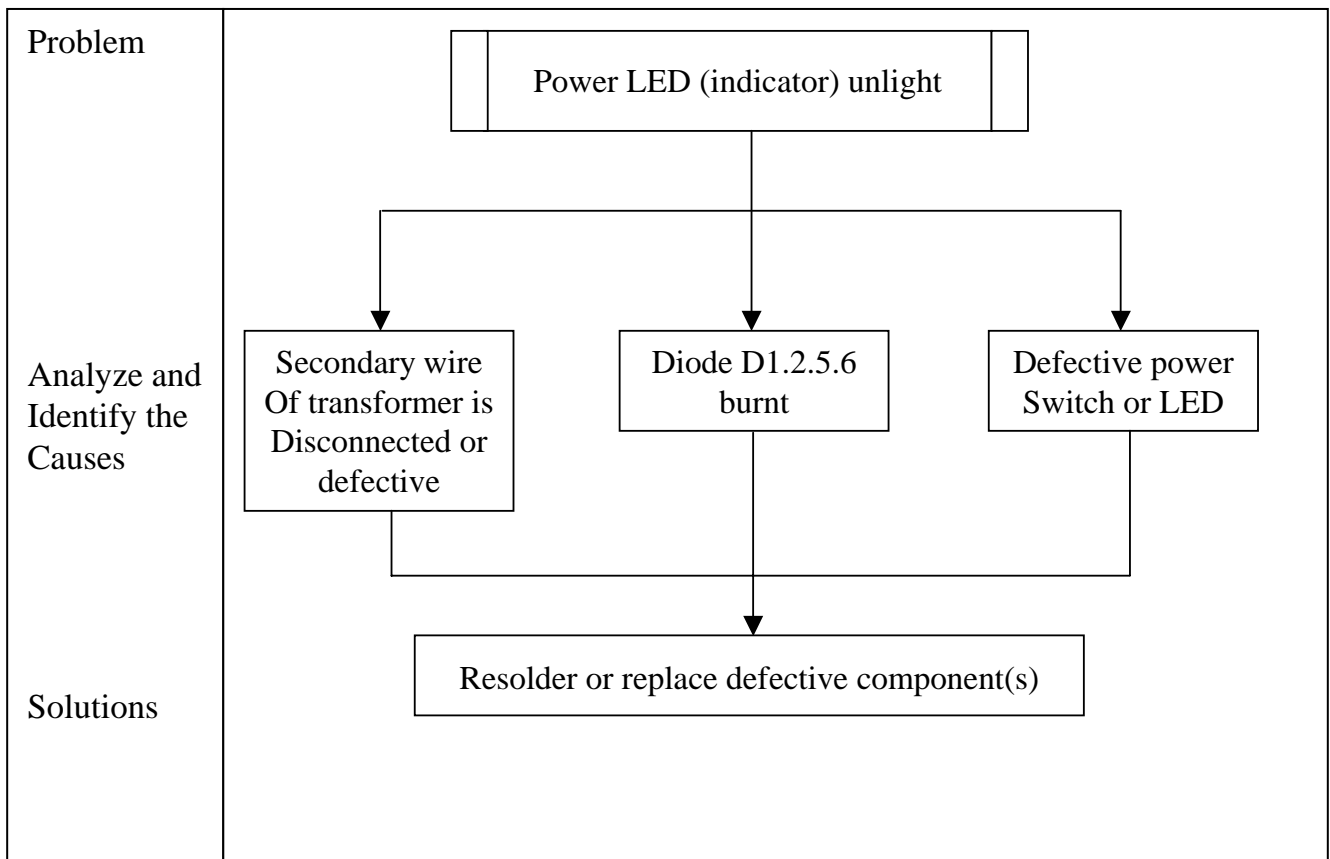 Problem
Power LED (indicator) unlight
Analyze and
Identify the
Causes
Secondary wire
Of transformer is
Disconnected or
defective
Diode D1.2.5.6
burnt
Defective power
Switch or LED
Solutions
Resolder or replace defective component(s)